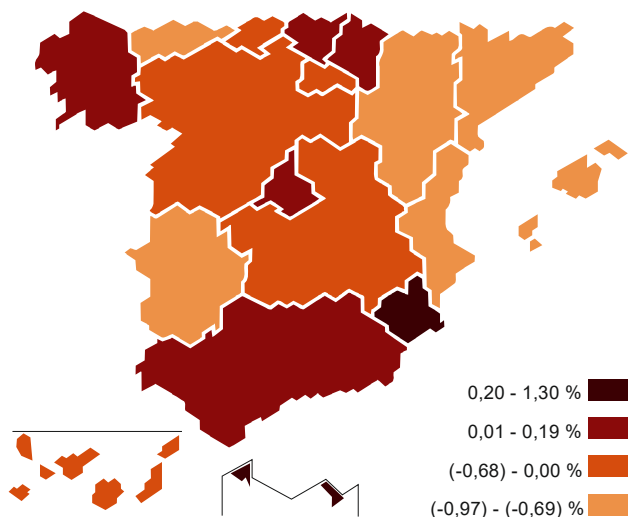 0,20 - 1,30 %
0,01 - 0,19 %
(-0,68) - 0,00 %
(-0,97) - (-0,69) %